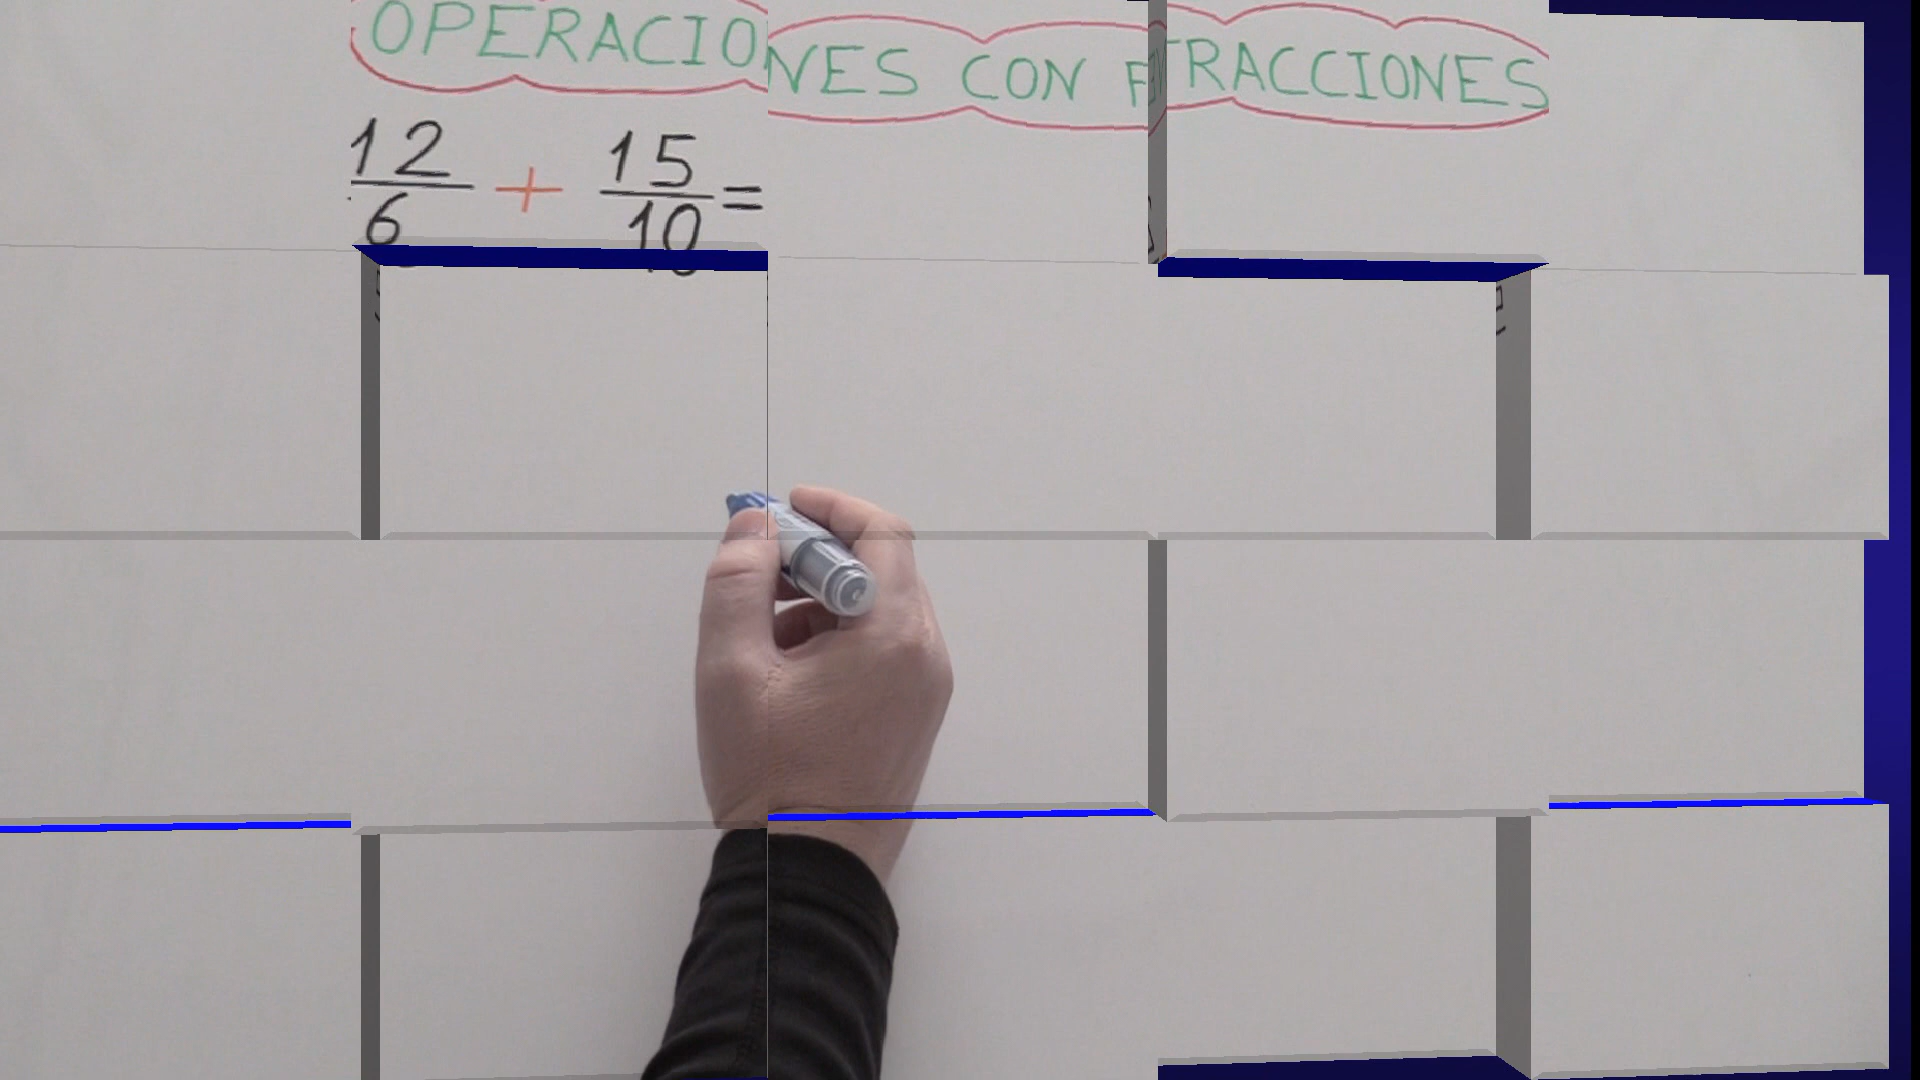 OPERACIONES CON FRACCIONES
12/6 + 15/10 =